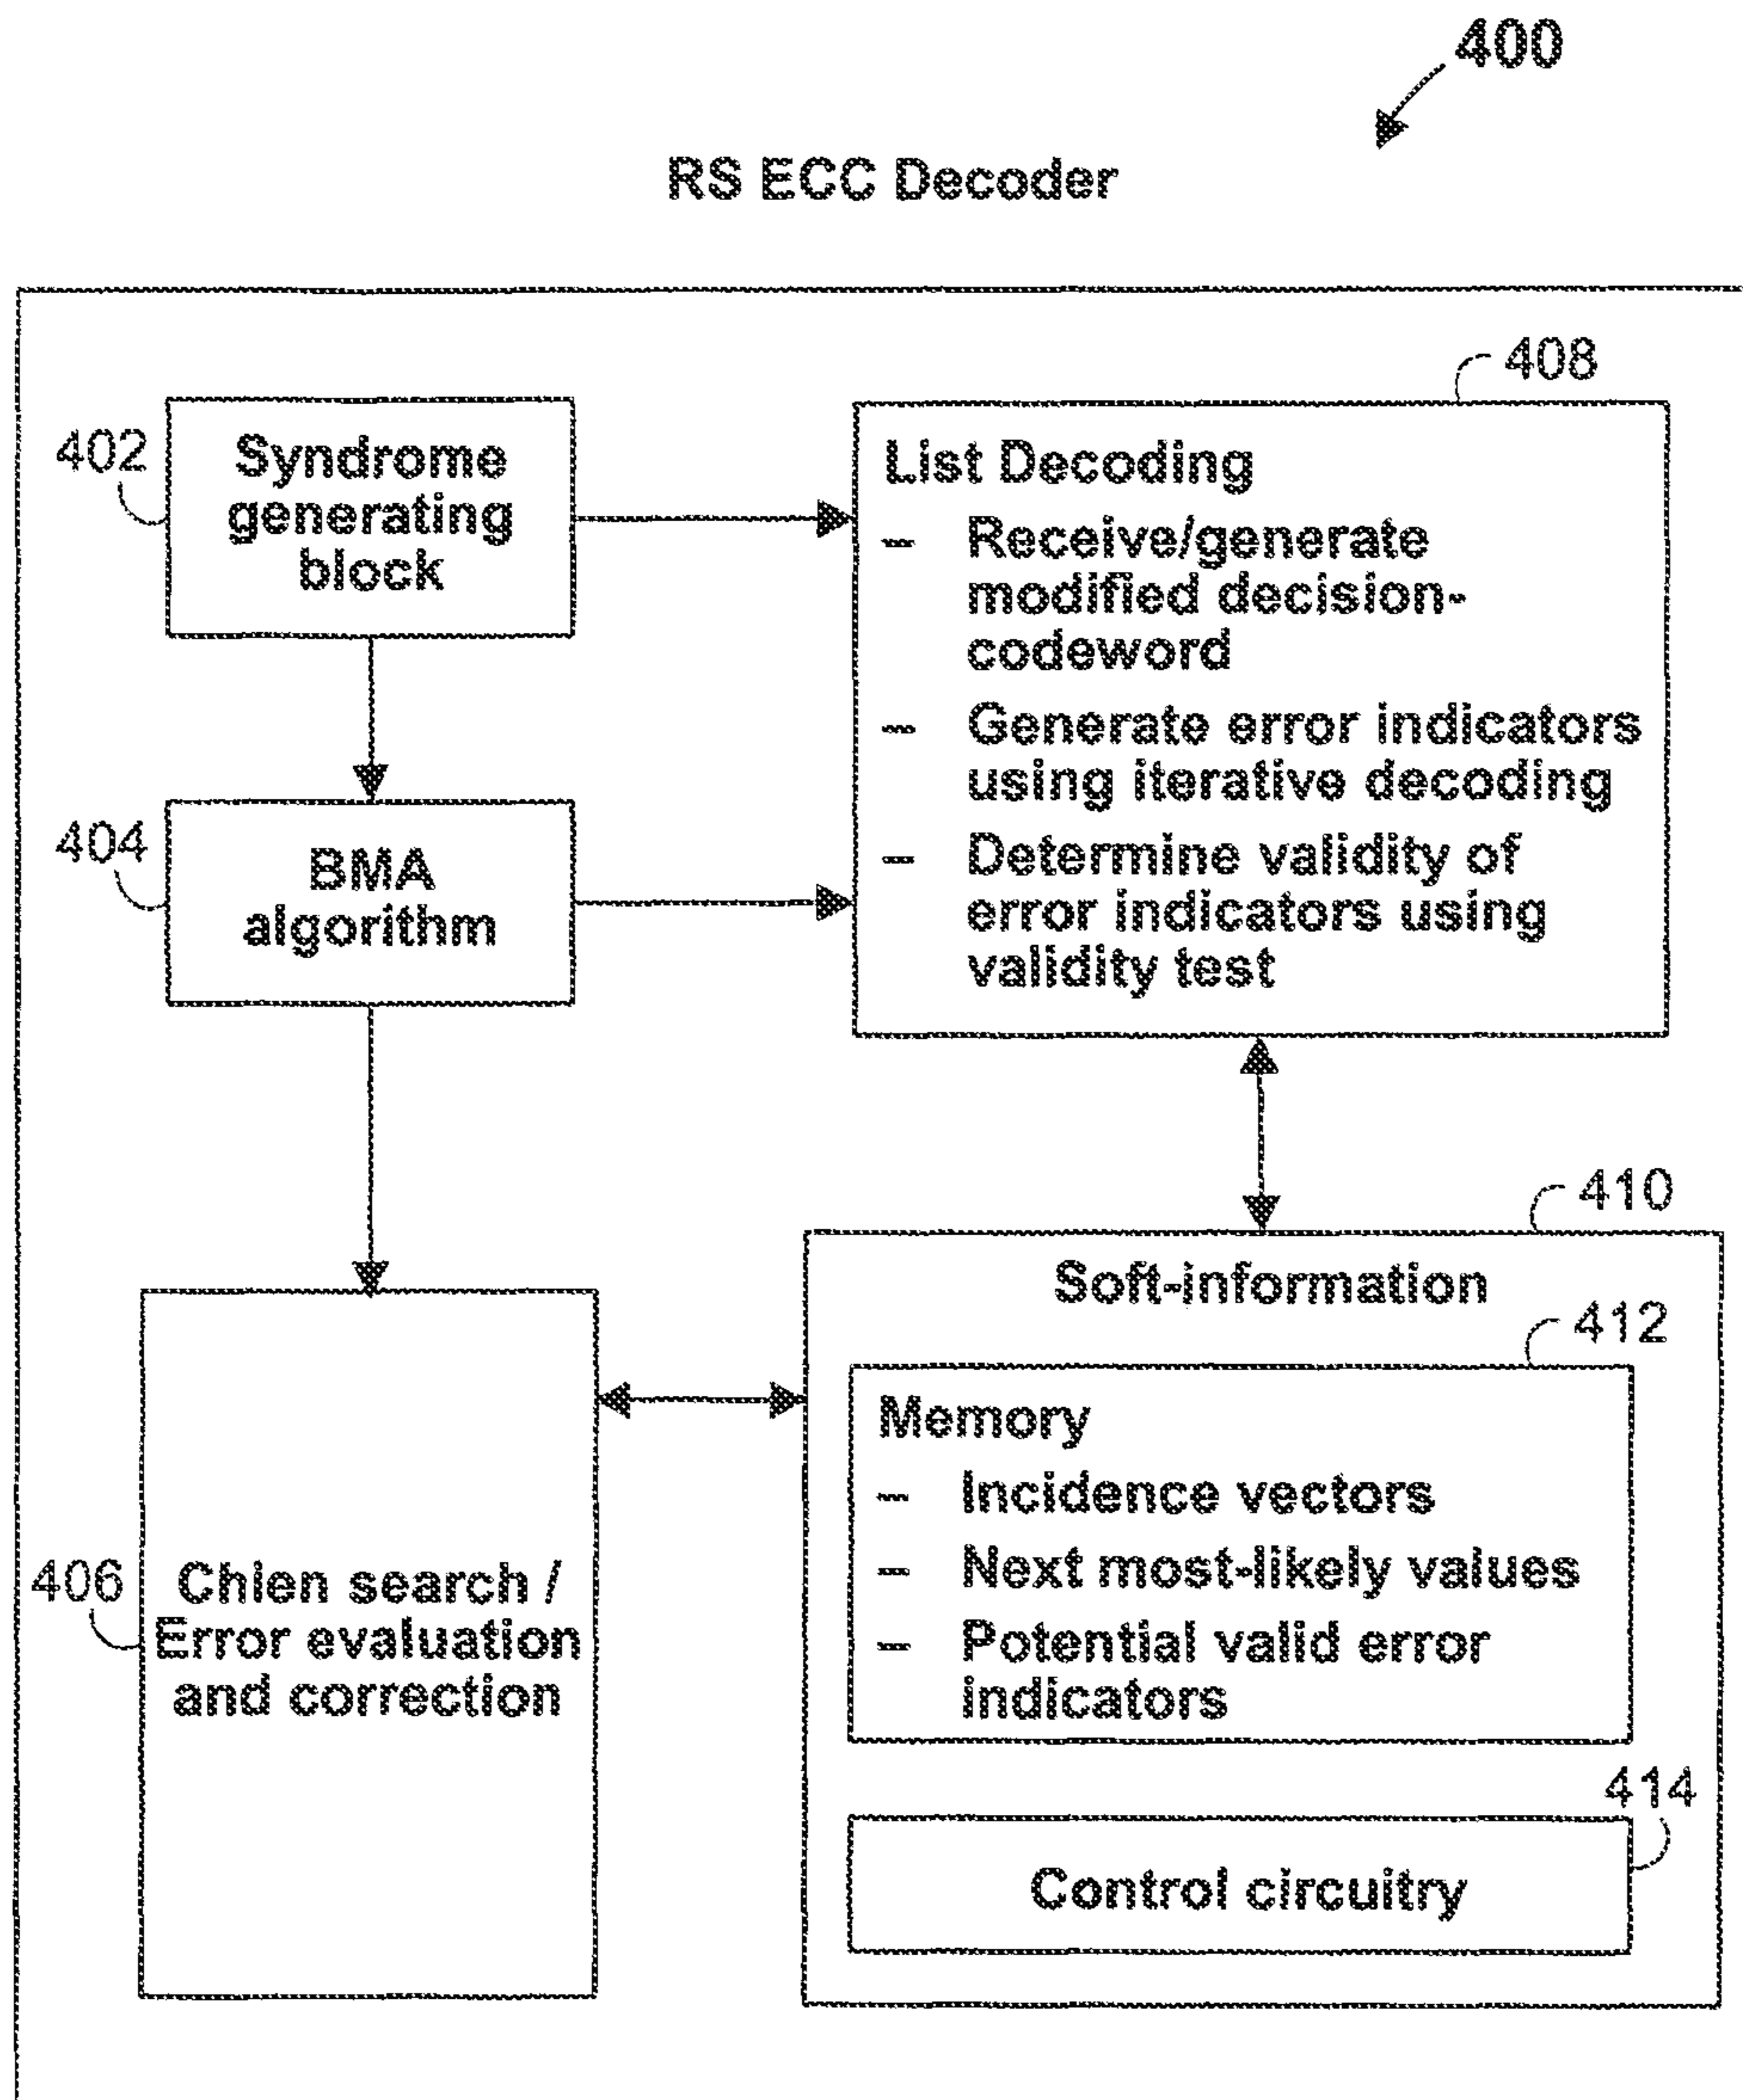 400
RS ECC Decoder
408
402
Syndrome
generating
block
List Decoding
– Receive/generate
modified decision-
codeword
– Generate error indicators
using iterative decoding
– Determine validity of
error indicators using
validity test
404
BMA
algorithm
410
Soft-information
412
Memory
– Incidence vectors
– Next most-likely values
– Potential valid error
indicators
406
Chien search /
Error evaluation
and correction
414
Control circuitry